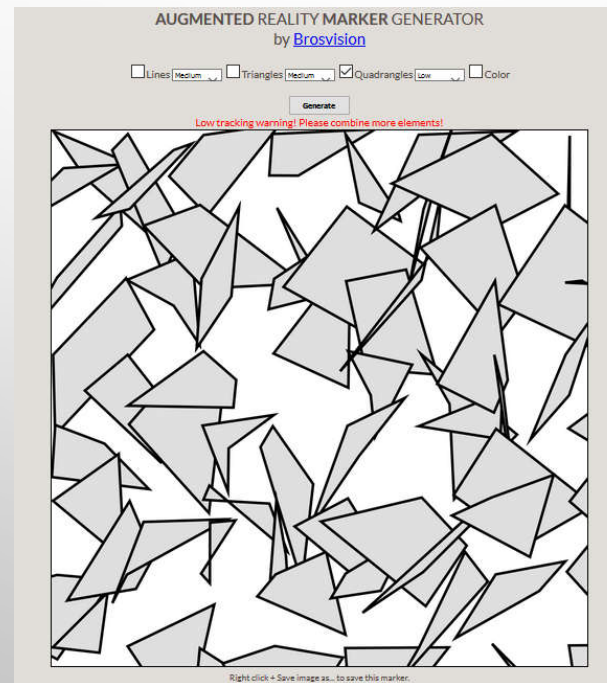 AUGMENTED REALITY MARKER GENERATOR
by Brosvision
Lines Medium Triangles Medium Quadrangles Low Color
Generate
Low tracking warning! Please combine more elements!
Right click + Save image as... to save this marker.